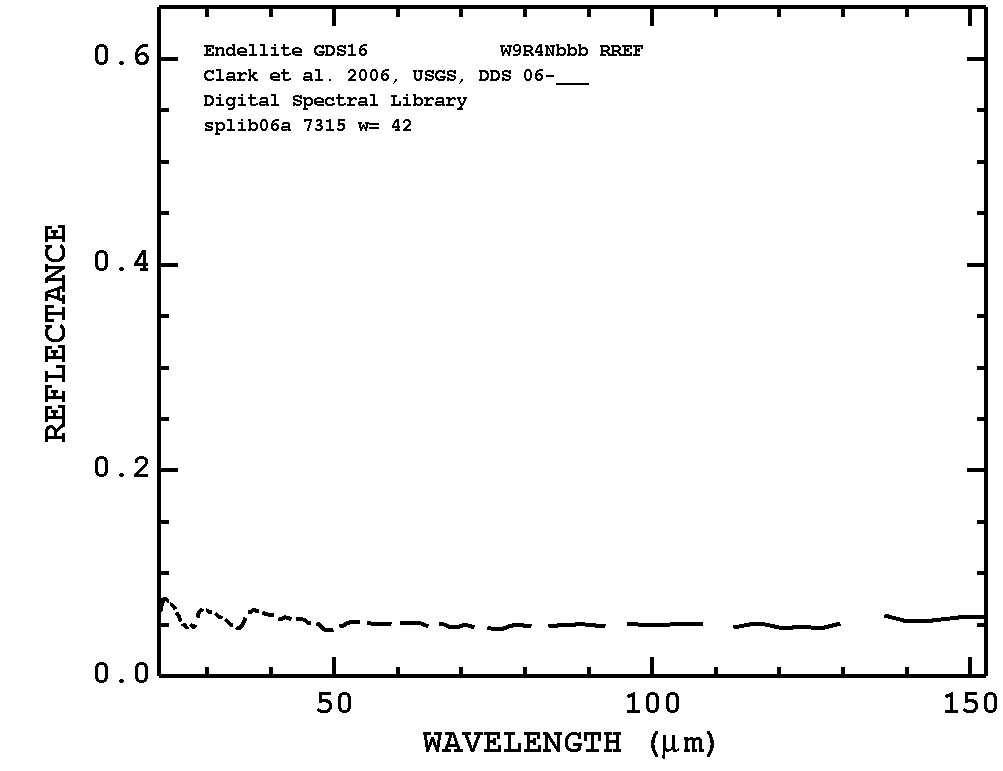 Endellite GDS16 W9R4Nbbb RREF
Clark et al. 2006, USGS, DDS 06-___
Digital Spectral Library
splib06a 7315 w= 42
0.6
0.4
0.2
0.0
REFLECTANCE
50 100 150
WAVELENGTH (μm)